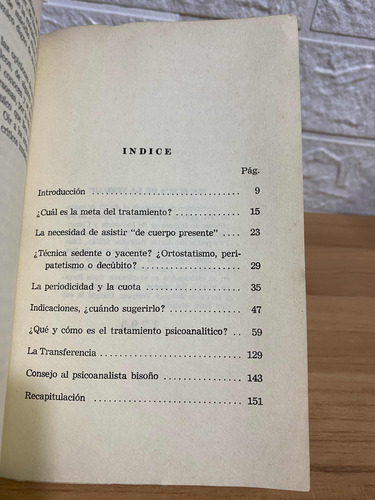 INDICE
Pág.
Introducción ........................ 9
¿Cuál es la meta del tratamiento? ............ 15
La necesidad de asistir "de cuerpo presente" .. 23
¿Técnica sedente o yacente? ¿Ortostatismo, peri-
patetismo o decúbito? .................. 29
La periodicidad y la cuota ................ 35
Indicaciones, ¿cuándo sugerirlo? ............ 47
¿Qué y cómo es el tratamiento psicoanalítico? .. 59
La Transferencia ...................... 129
Consejo al psicoanalista bisoño ............ 143
Recapitulación ...................... 151